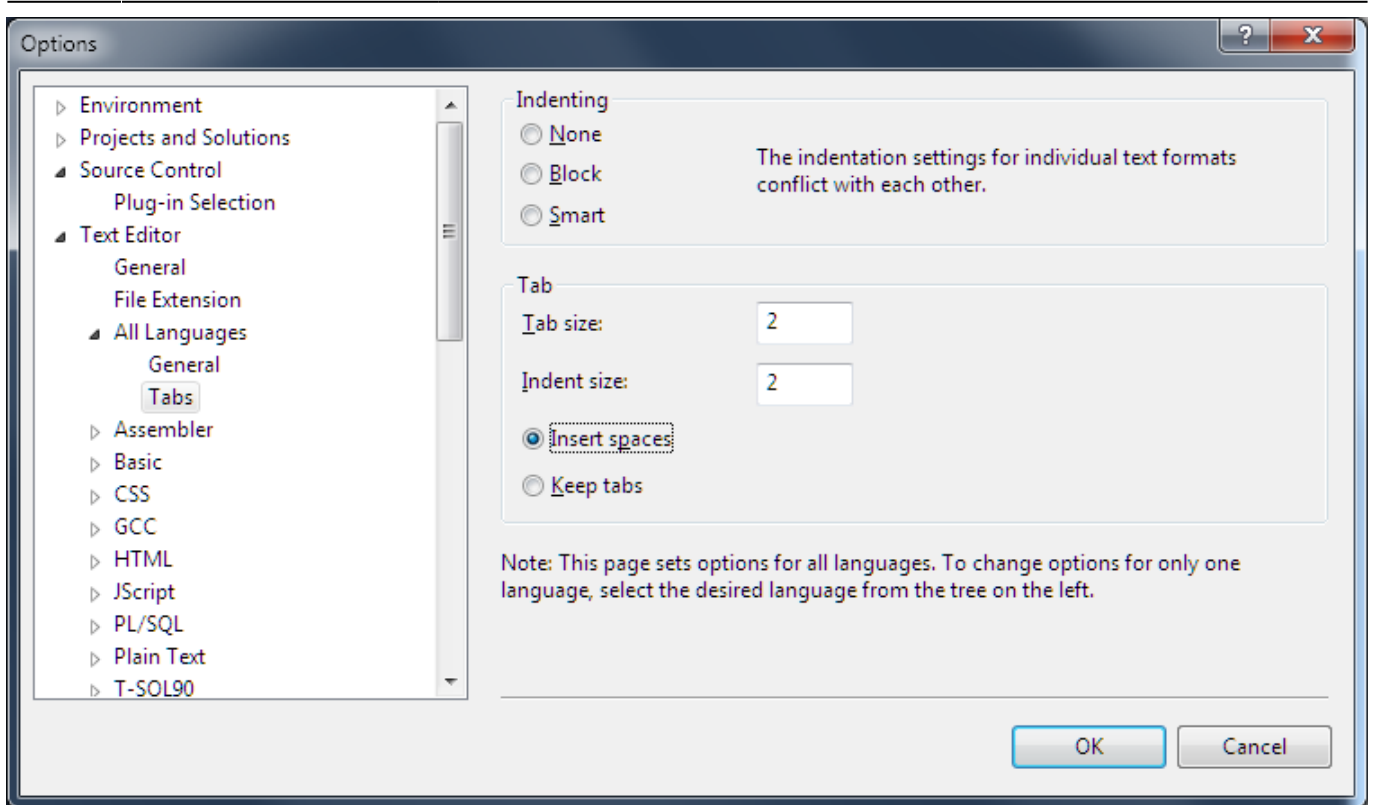 Options
?
X
Environment
Projects and Solutions
Source Control
Plug-in Selection
Text Editor
General
File Extension
All Languages
General
Tabs
Assembler
Basic
CSS
GCC
HTML
JScript
PL/SQL
Plain Text
T-SQL90
Indenting
None
Block
Smart
The indentation settings for individual text formats
conflict with each other.
Tab
Tab size: 2
Indent size: 2
Insert spaces
Keep tabs
Note: This page sets options for all languages. To change options for only one
language, select the desired language from the tree on the left.
OK Cancel